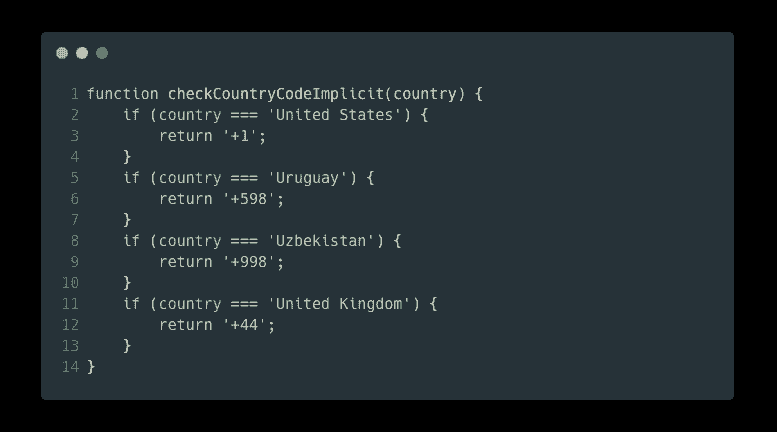 1 function checkCountryCodeImplicit(country) {
2     if (country === 'United States') {
3         return '+1';
4     }
5     if (country === 'Uruguay') {
6         return '+598';
7     }
8     if (country === 'Uzbekistan') {
9         return '+998';
10     }
11     if (country === 'United Kingdom') {
12         return '+44';
13     }
14 }